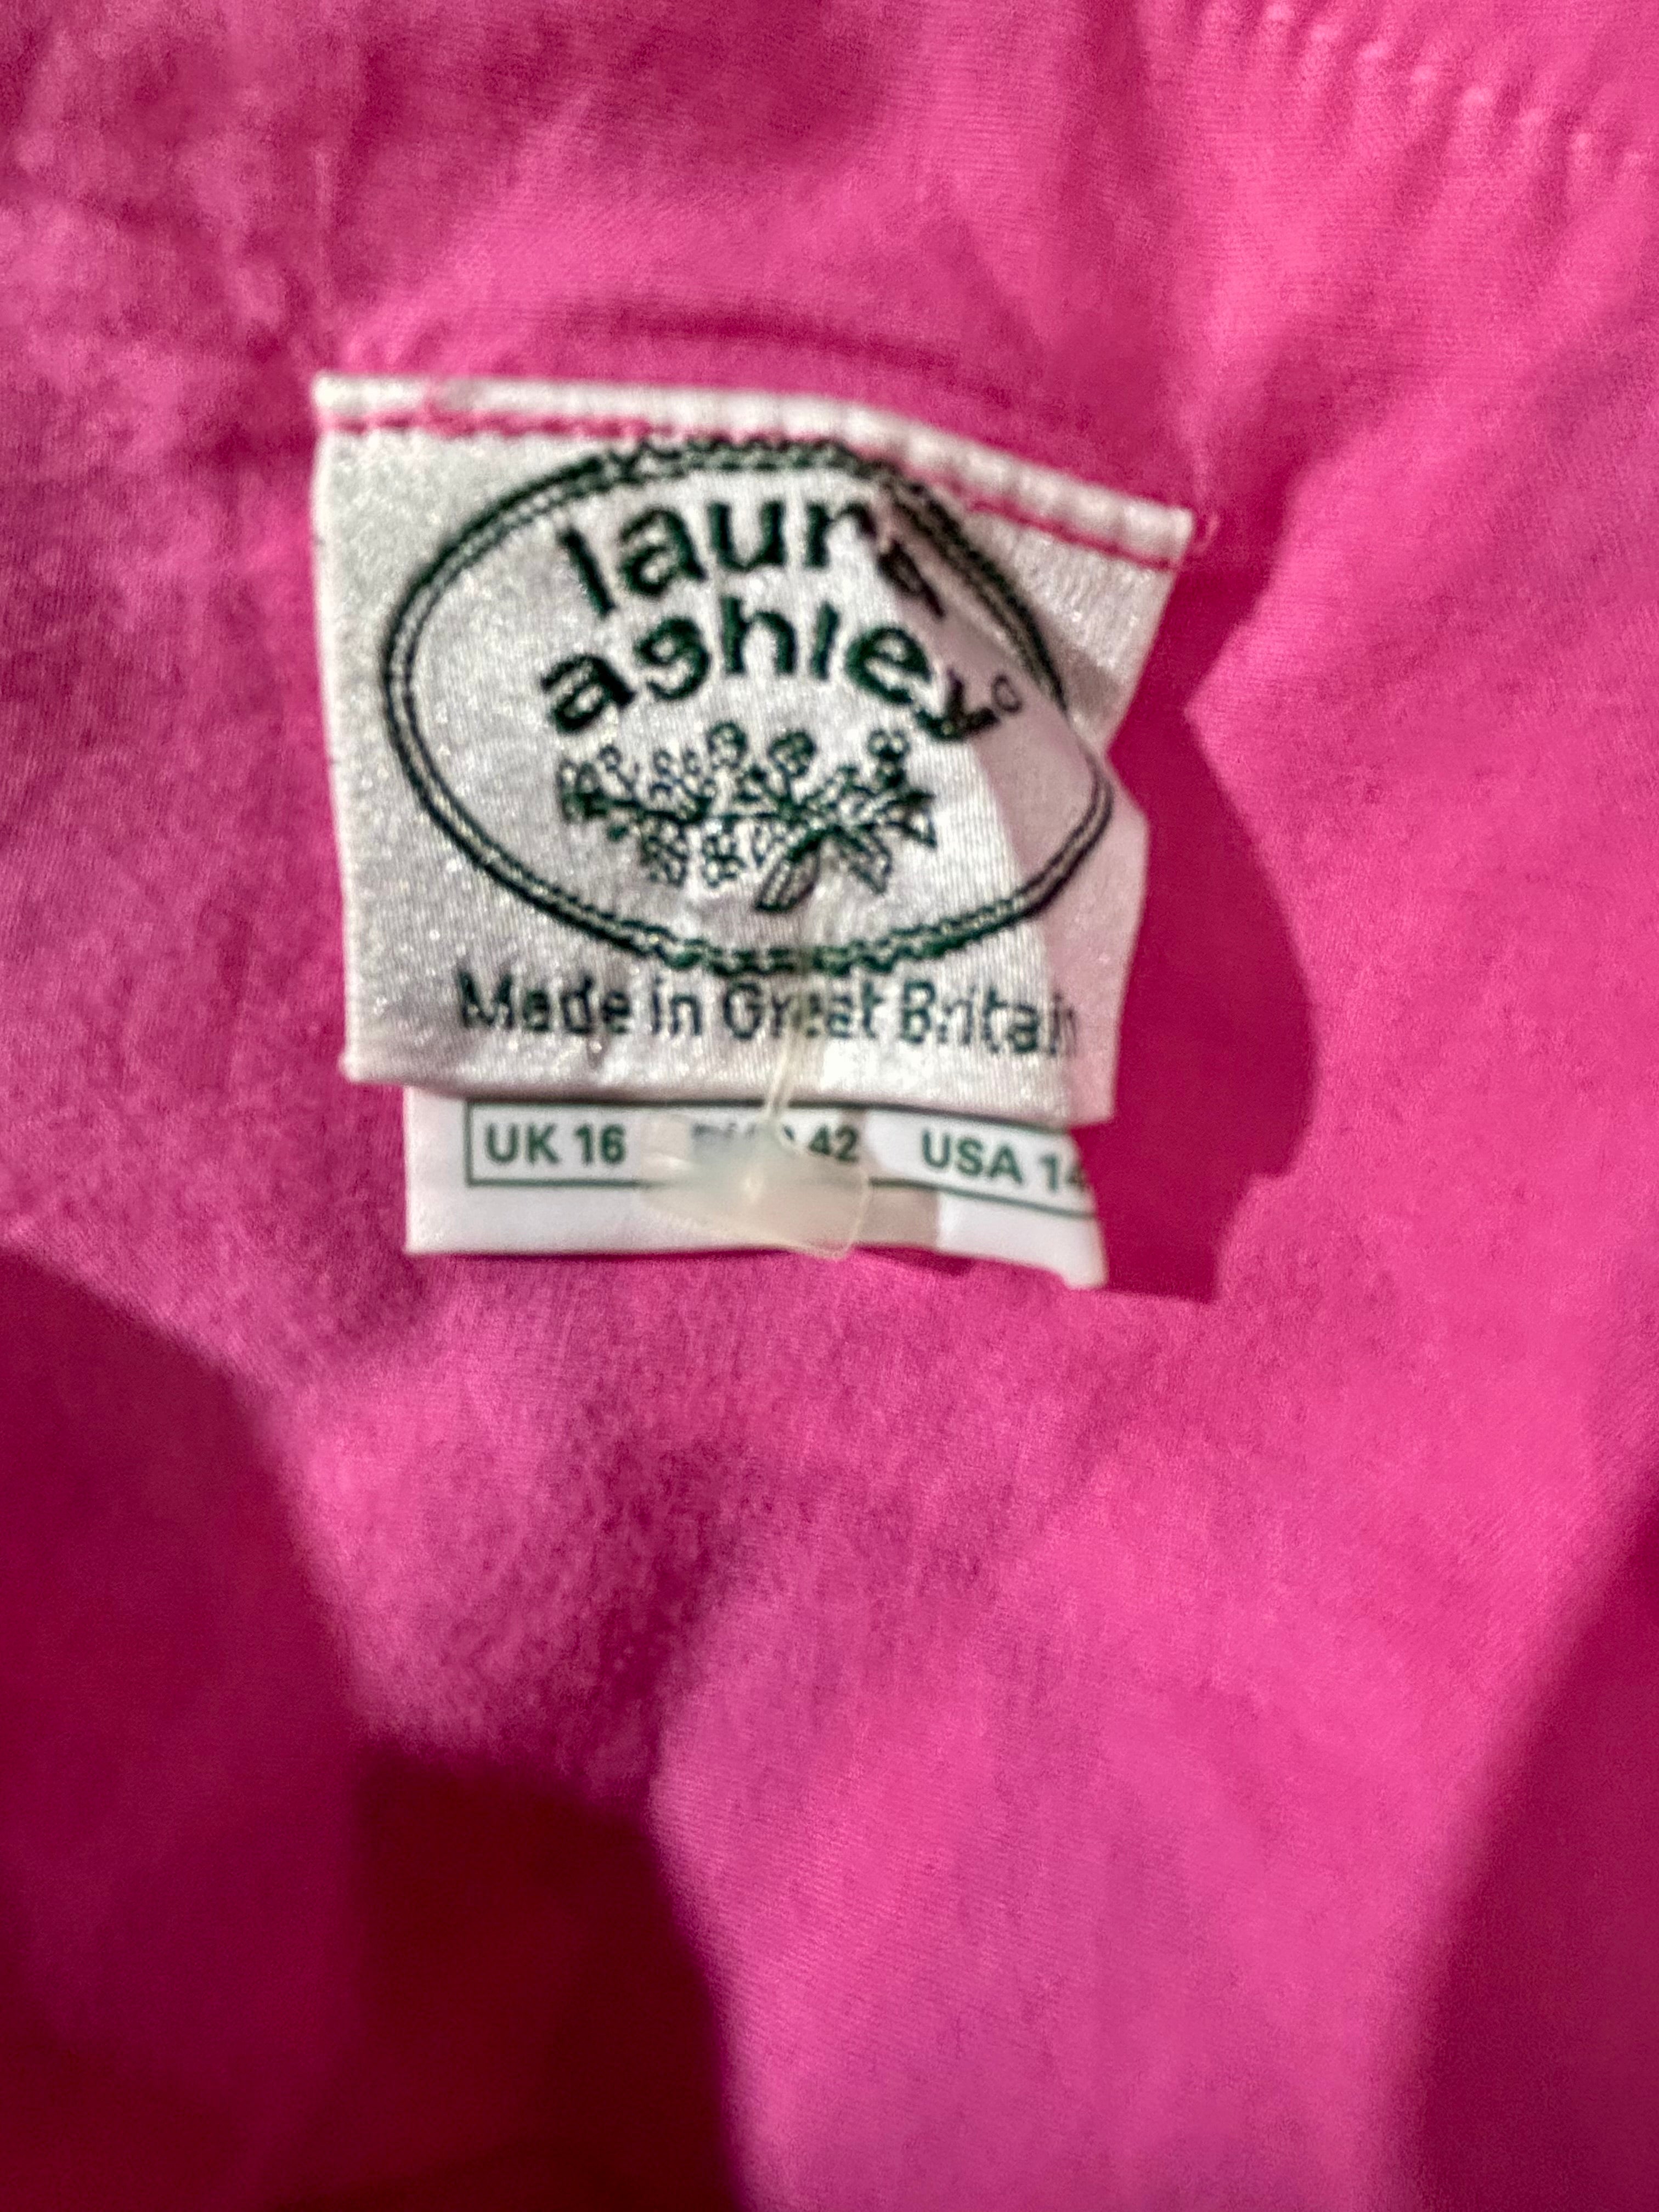 laura
ashley
Made in Great Britain
UK 16 42 USA 14